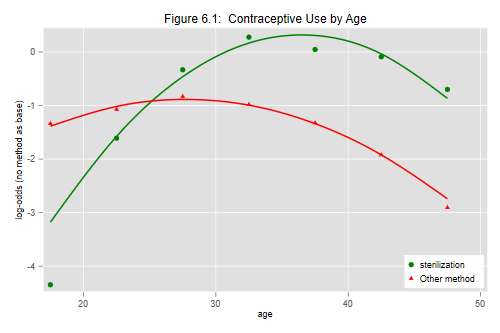 Figure 6.1:  Contraceptive Use by Age
log-odds (no method as base)
0
-1
-2
-3
-4
20
30
40
50
age
sterilization
Other method